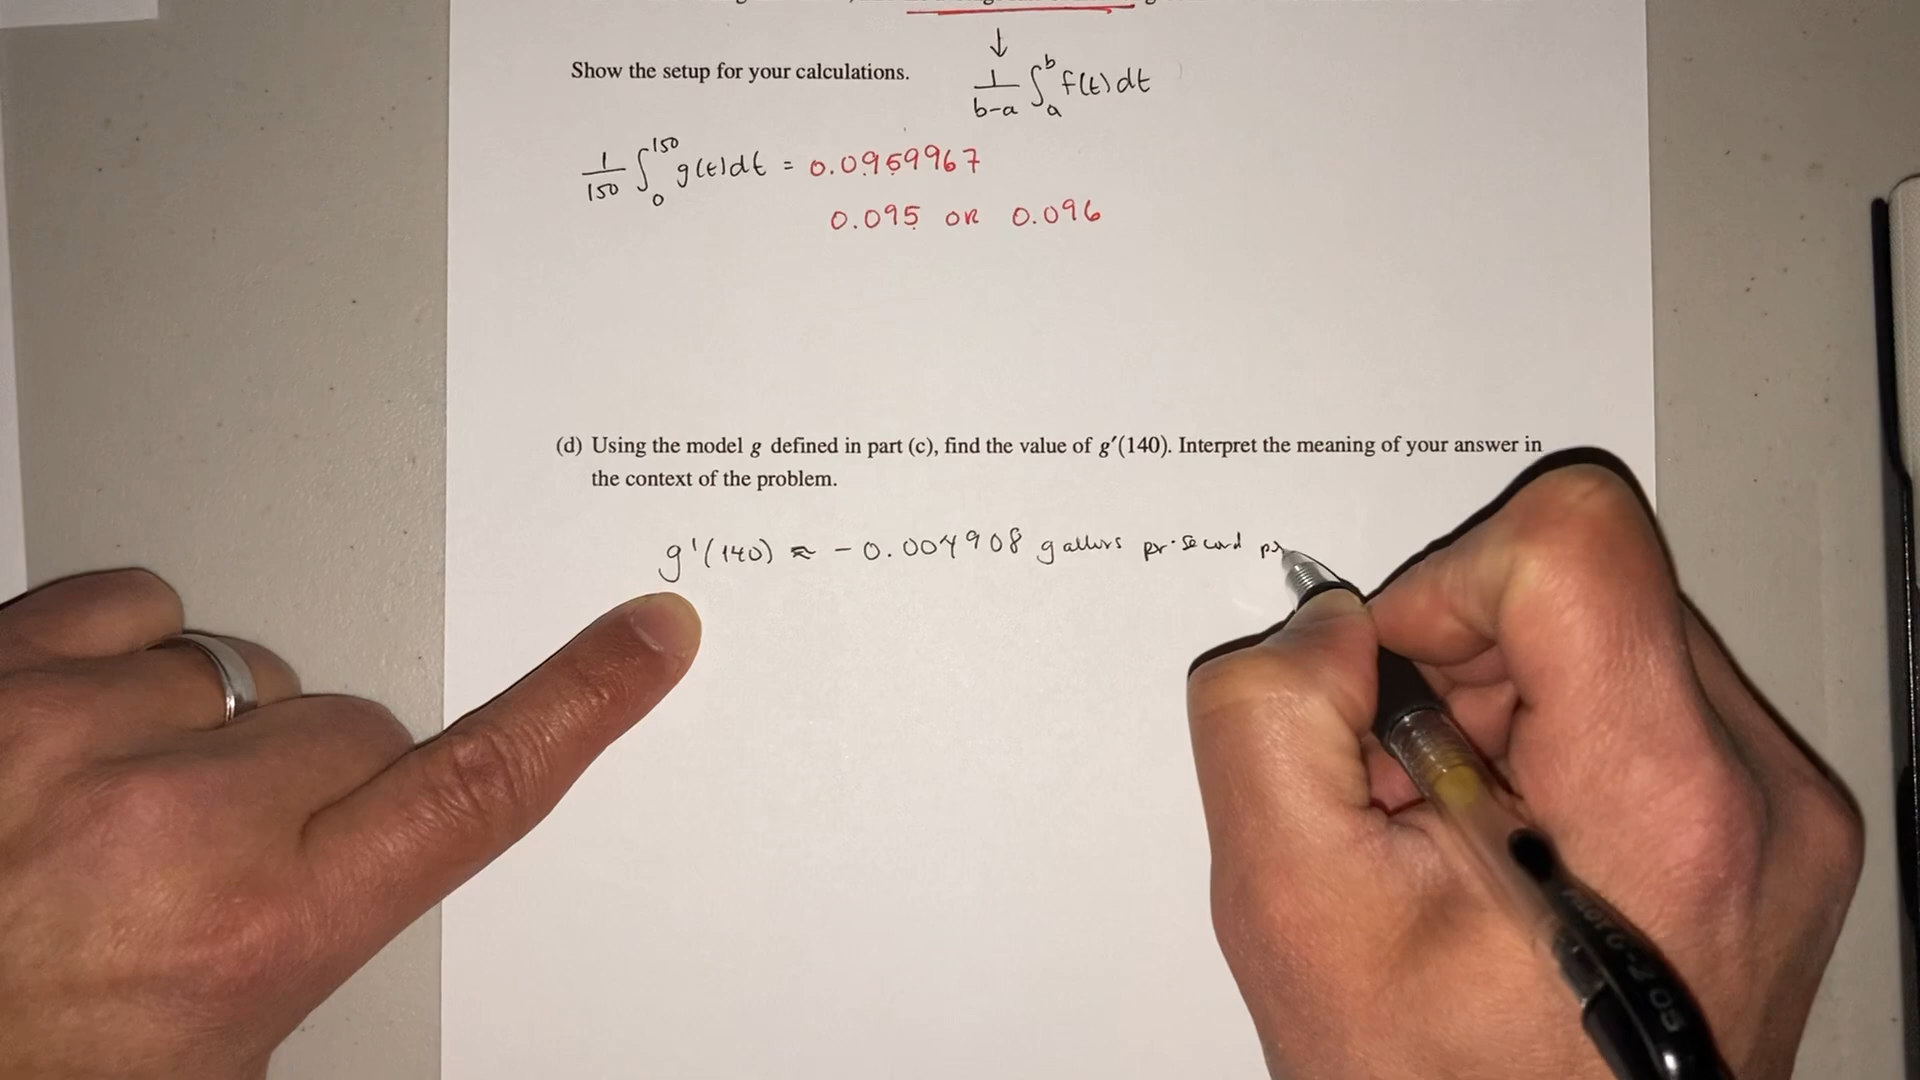 Show the setup for your calculations.
↓
1/(b-a) ∫_a^b f(t)dt
1/150 ∫_0^150 g(t)dt = 0.0959967
0.095 or 0.096
(d) Using the model g defined in part (c), find the value of g′(140). Interpret the meaning of your answer in
the context of the problem.
g'(140) ≈ -0.004908 gallons per second